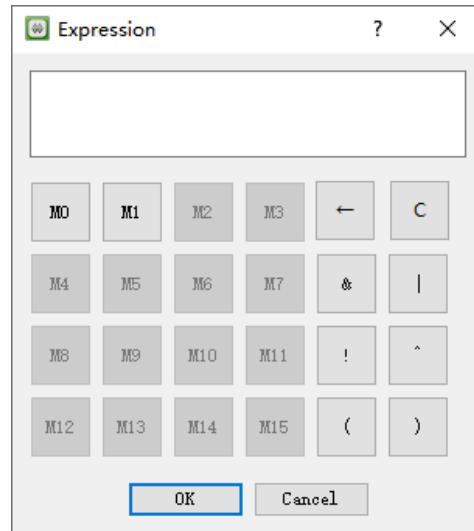 Expression ? ×
M0 M1 M2 M3 ← C
M4 M5 M6 M7 & |
M8 M9 M10 M11 ! ^
M12 M13 M14 M15 ( )
OK Cancel